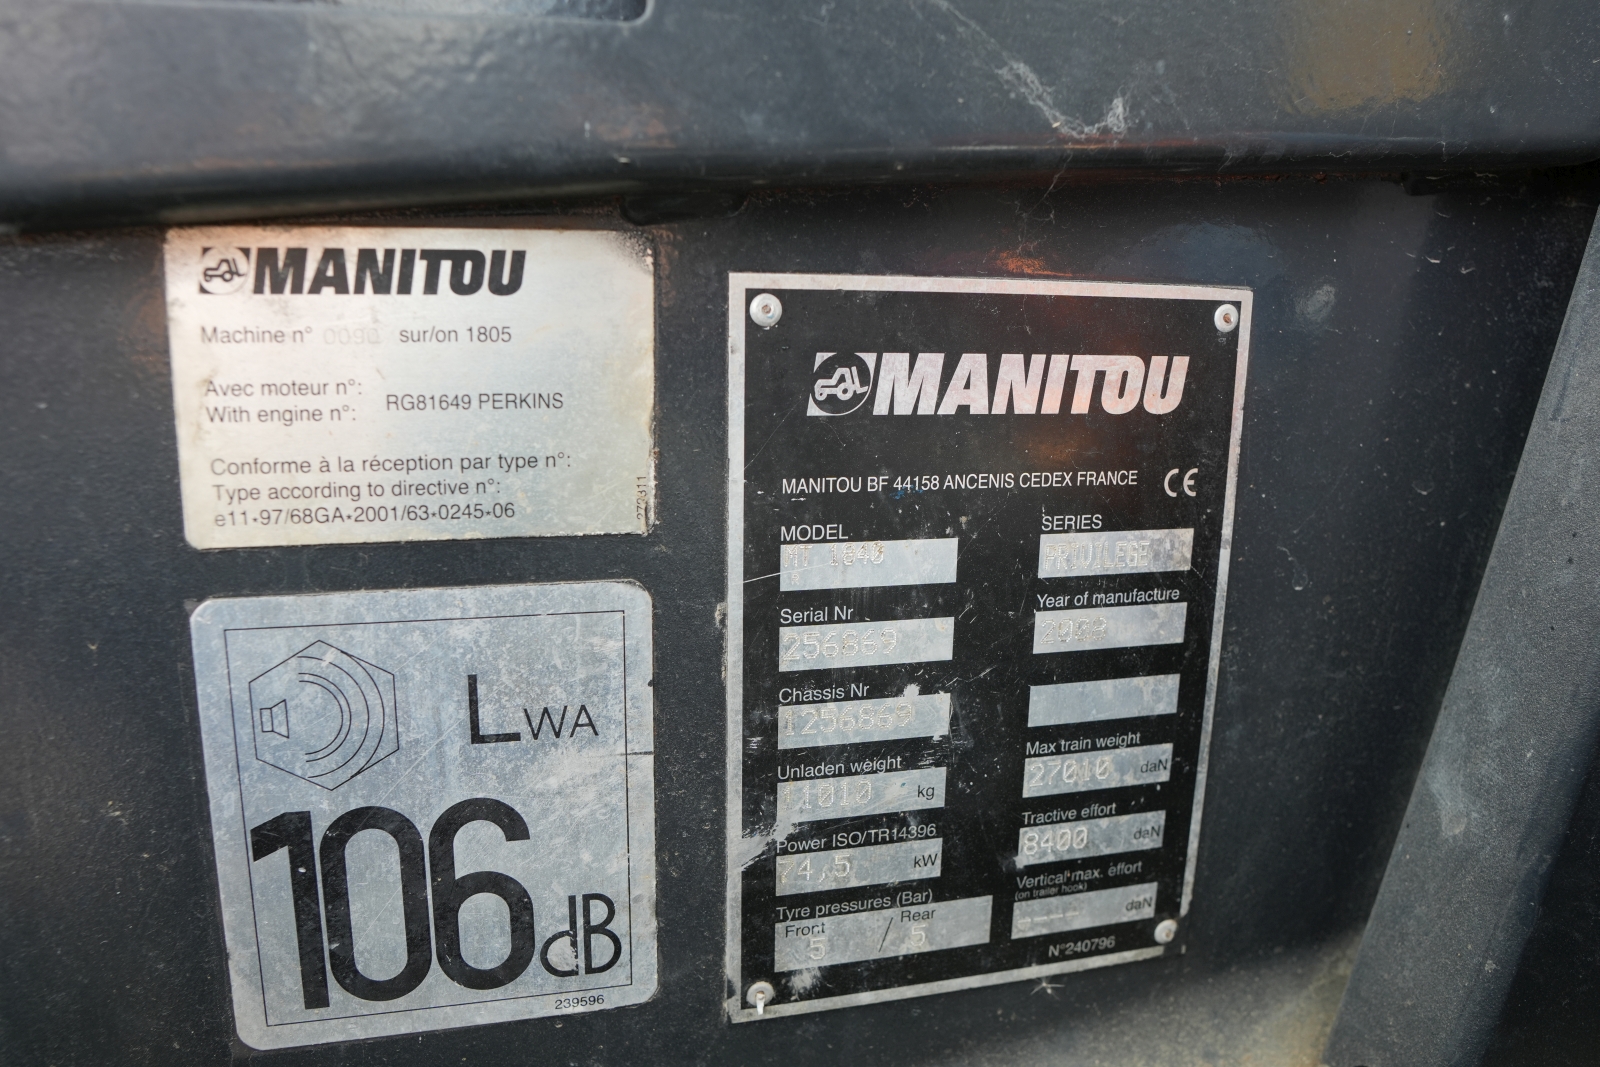 MANITOU
Machine n° 0090 sur/on 1805
Avec moteur n°:
With engine n°: RG81649 PERKINS
Conforme à la réception par type n°:
Type according to directive n°:
e11*97/68GA*2001/63*0245*06
272311
LWA
106 dB
239596
MANITOU
MANITOU BF 44158 ANCENIS CEDEX FRANCE CE
MODEL
MT 1840
A
SERIES
PRIVILEGE
Serial Nr
256869
Year of manufacture
Chassis Nr
1256869
Unladen weight
11010 kg
Max train weight
27010 daN
Power ISO/TR14396
74,5 kW
Tractive effort
8400 daN
Tyre pressures (Bar)
Front / Rear
5 5
Vertical max. effort
(on trailer hook)
----- daN
N°240796